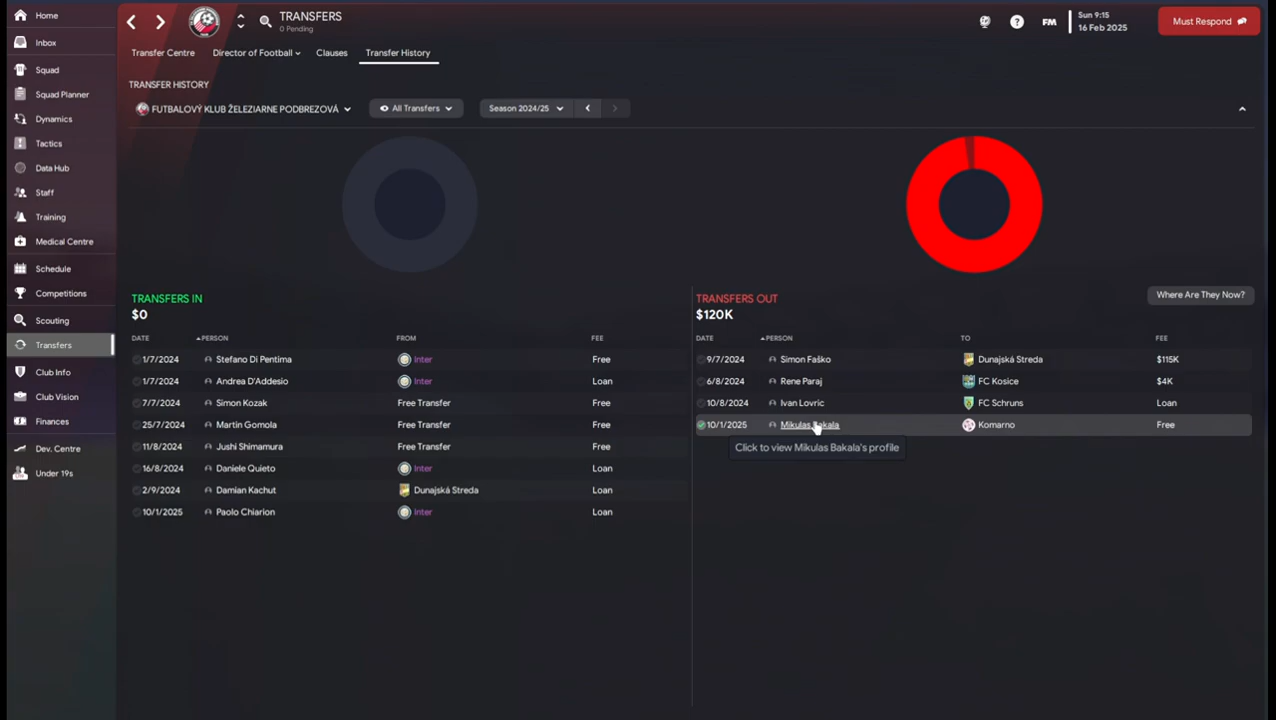 Home
Inbox
Squad
Squad Planner
Dynamics
Tactics
Data Hub
Staff
Training
Medical Centre
Schedule
Competitions
Scouting
Transfers
Club Info
Club Vision
Finances
Dev. Centre
Under 19s
TRANSFERS
0 Pending
FM
Sun 9:15
16 Feb 2025
Must Respond
Transfer Centre Director of Football Clauses Transfer History
TRANSFER HISTORY
FUTBALOVÝ KLUB ŽELEZIARNE PODBREZOVÁ All Transfers Season 2024/25
TRANSFERS IN
$0
DATE PERSON FROM FEE
1/7/2024 Stefano Di Pentima Inter Free
1/7/2024 Andrea D'Addesio Inter Loan
7/7/2024 Simon Kozak Free Transfer Free
25/7/2024 Martin Gomola Free Transfer Free
11/8/2024 Jushi Shimamura Free Transfer Free
16/8/2024 Daniele Quieto Inter Loan
2/9/2024 Damian Kachut Dunajská Streda Loan
10/1/2025 Paolo Chiarion Inter Loan
TRANSFERS OUT
$120K
Where Are They Now?
DATE PERSON TO FEE
9/7/2024 Simon Faško Dunajská Streda $115K
6/8/2024 Rene Paraj FC Kosice $4K
10/8/2024 Ivan Lovric FC Schruns Loan
10/1/2025 Mikulas Bakala Komarno Free
Click to view Mikulas Bakala's profile